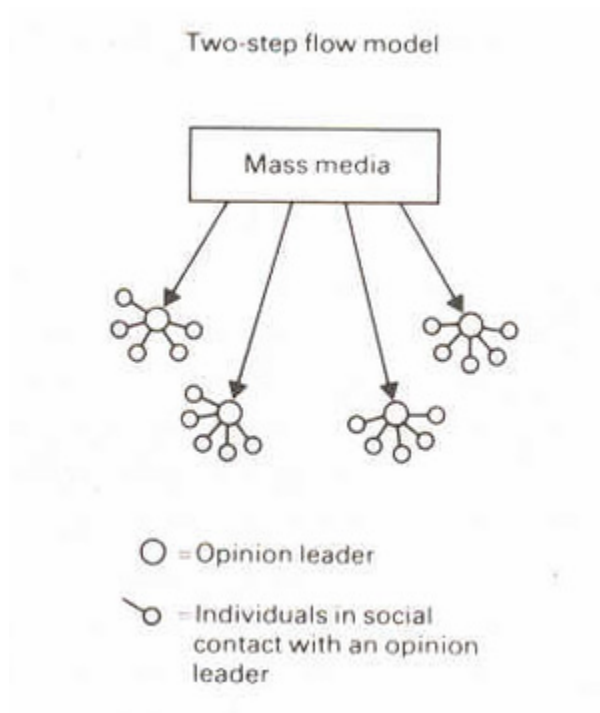 Two-step flow model
Mass media
= Opinion leader
= Individuals in social
contact with an opinion
leader